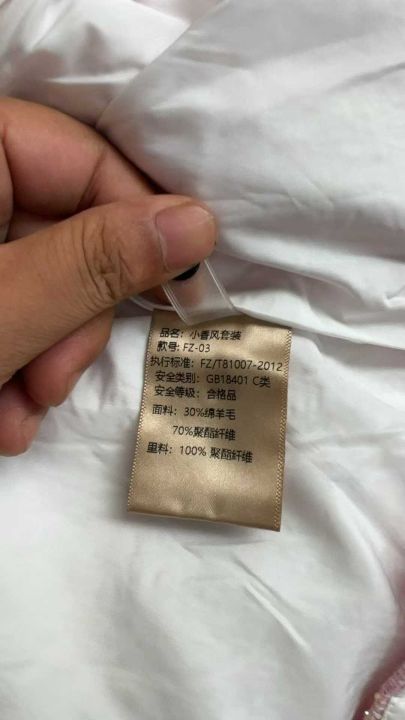 品名：小香风套装
款号: FZ-03
执行标准：FZ/T81007-2012
安全类别：GB18401 C类
安全等级：合格品
面料：30%绵羊毛
70%聚酯纤维
里料：100% 聚酯纤维